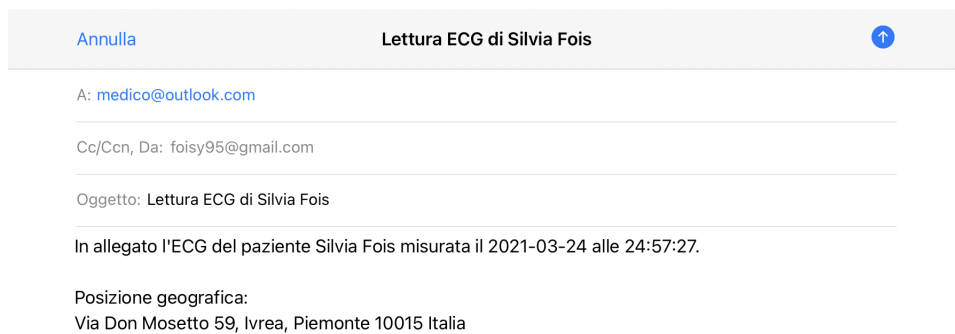 Annulla Lettura ECG di Silvia Fois
A: medico@outlook.com
Cc/Ccn, Da: foisy95@gmail.com
Oggetto: Lettura ECG di Silvia Fois
In allegato l'ECG del paziente Silvia Fois misurata il 2021-03-24 alle 24:57:27.
Posizione geografica:
Via Don Mosetto 59, Ivrea, Piemonte 10015 Italia